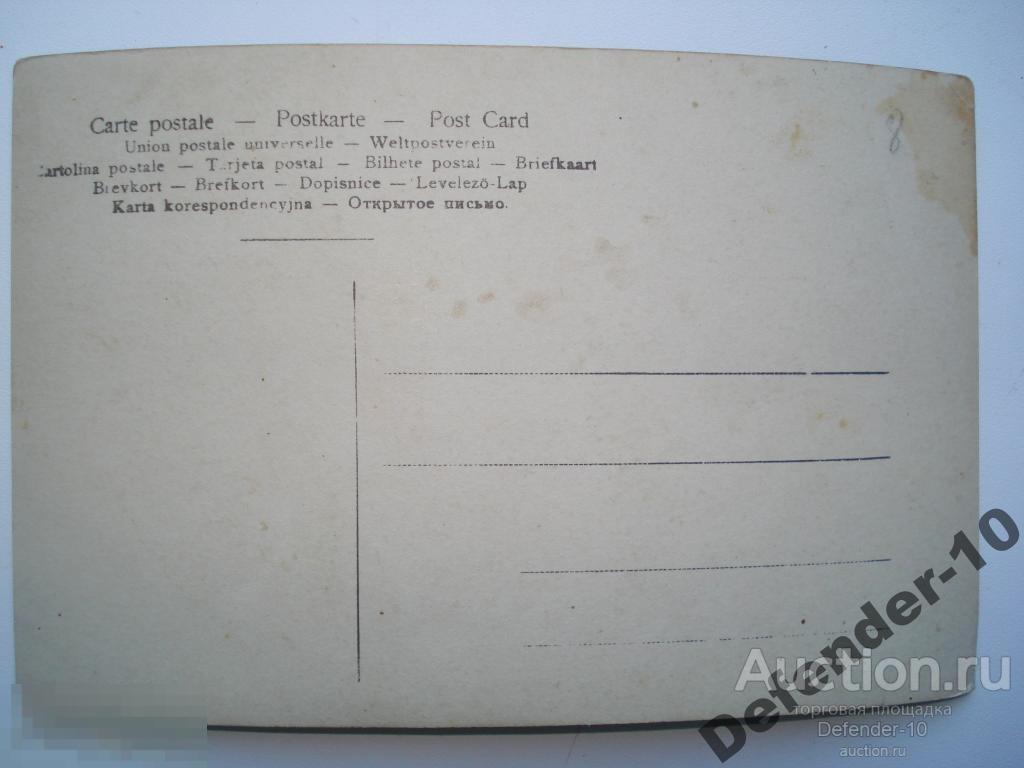 Carte postale — Postkarte — Post Card
Union postale universelle — Weltpostverein
Cartolina postale — Tarjeta postal — Bilhete postal — Briefkaart
Brevkort — Brefkort — Dopisnice — Levelező-Lap
Karta korespondencyjna — Открытое письмо.
8
Defender-10
Auction.ru
торговая площадка
Defender-10
auction.ru